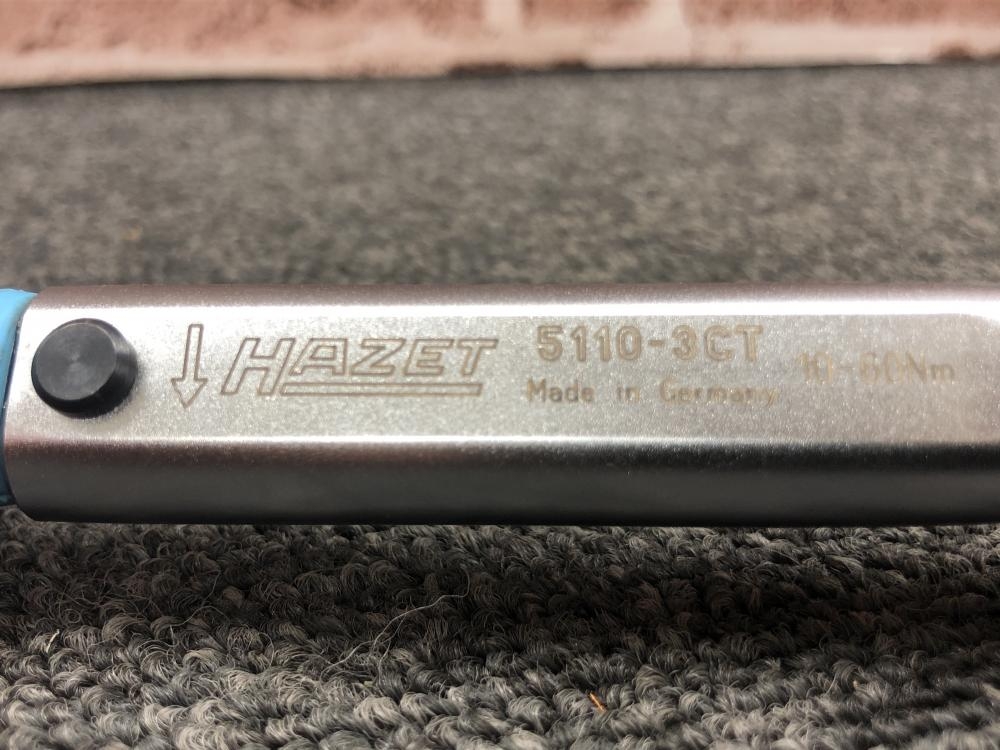 HAZET 5110-3CT 10-60Nm
Made in Germany